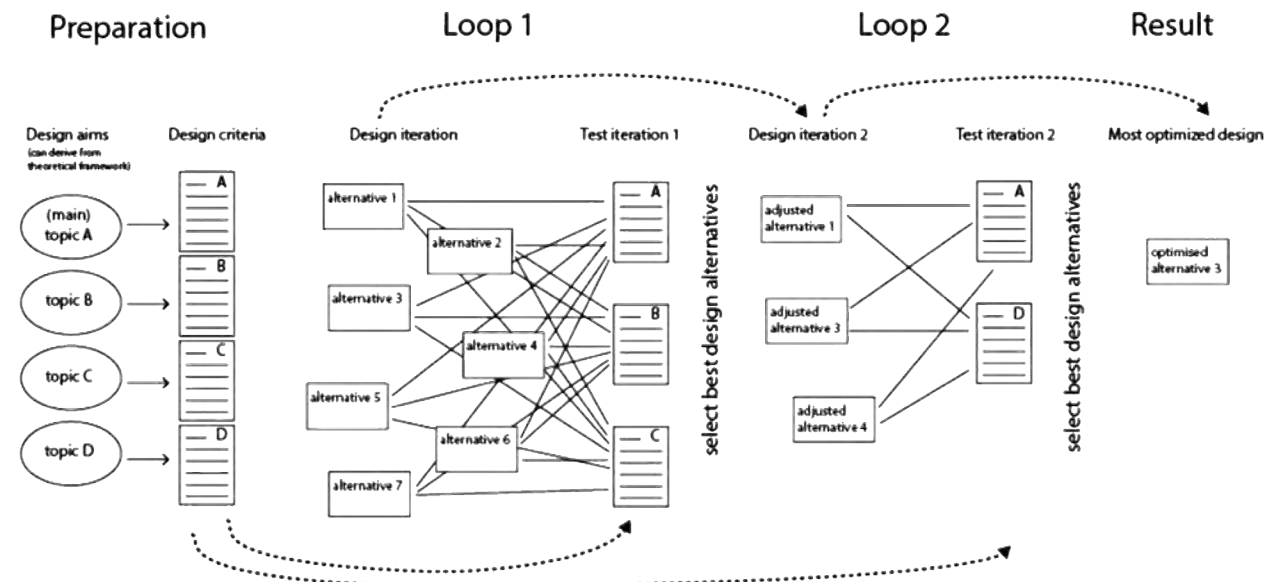 Preparation
Loop 1
Loop 2
Result
Design aims
(can derive from
theoretical framework)
Design criteria
Design iteration
Test iteration 1
Design iteration 2
Test iteration 2
Most optimized design
(main)
topic A
topic B
topic C
topic D
A
B
C
D
alternative 1
alternative 2
alternative 3
alternative 4
alternative 5
alternative 6
alternative 7
A
B
C
select best design alternatives
adjusted
alternative 1
adjusted
alternative 3
adjusted
alternative 4
A
D
select best design alternatives
optimised
alternative 3